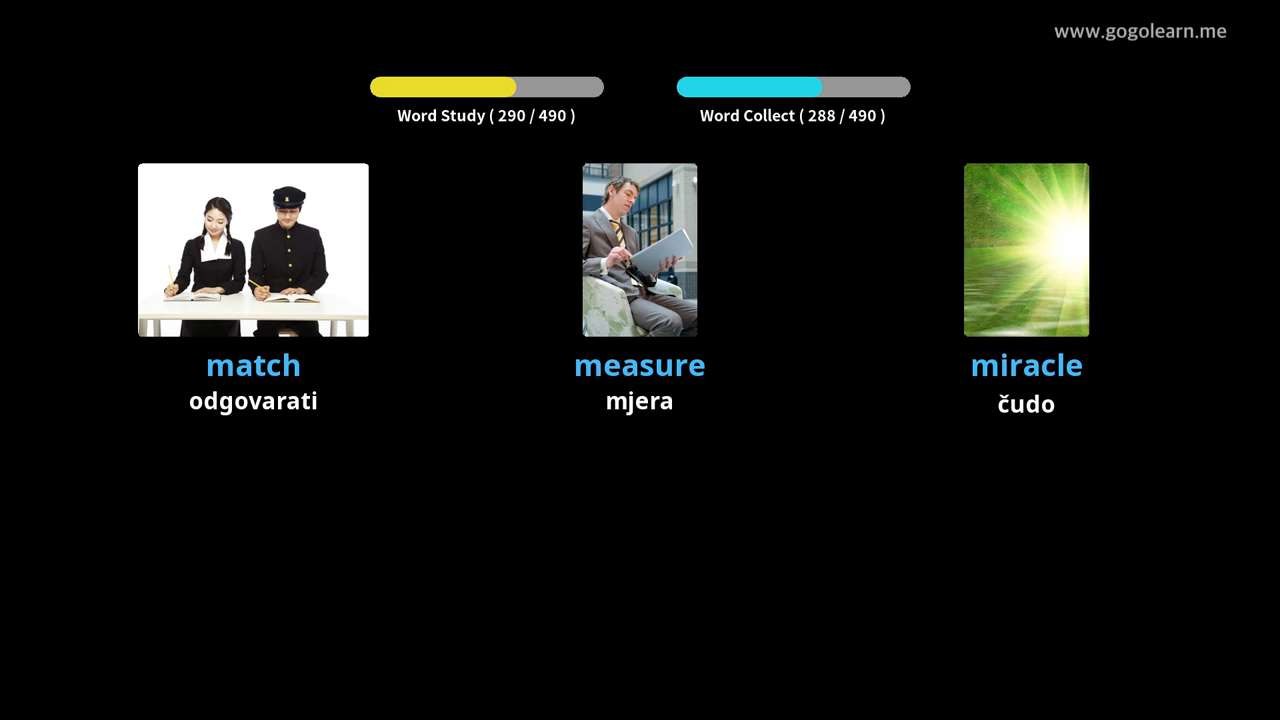 www.gogolearn.me
Word Study ( 290 / 490 )
Word Collect ( 288 / 490 )
match
odgovarati
measure
mjera
miracle
čudo